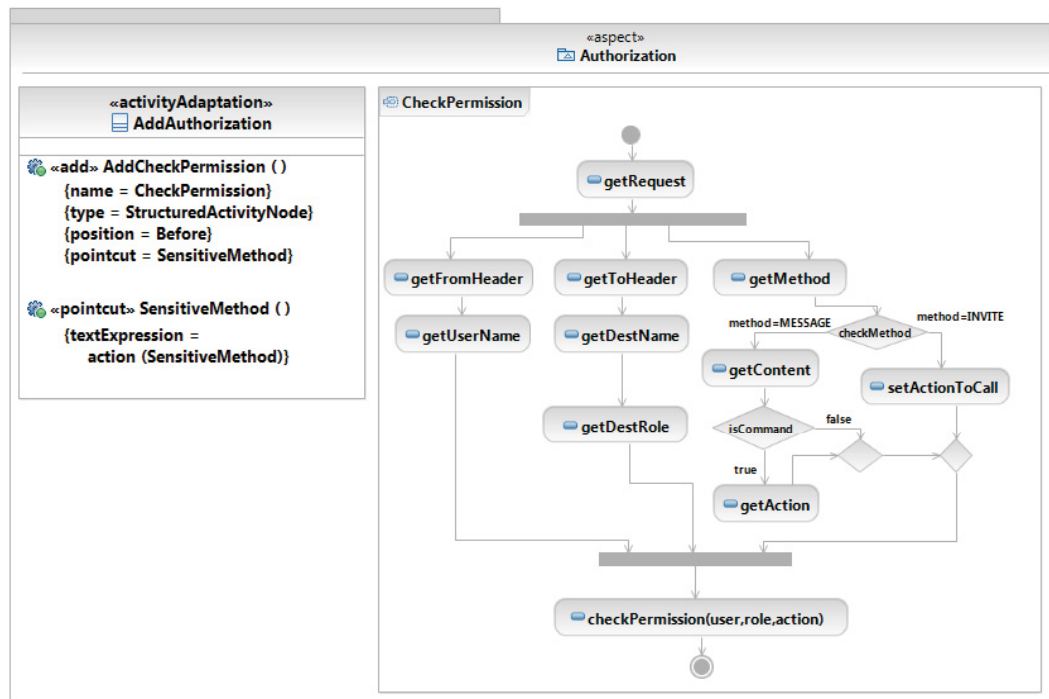 «aspect»
Authorization
«activityAdaptation»
AddAuthorization
«add» AddCheckPermission ( )
{name = CheckPermission}
{type = StructuredActivityNode}
{position = Before}
{pointcut = SensitiveMethod}
«pointcut» SensitiveMethod ( )
{textExpression =
action (SensitiveMethod)}
CheckPermission
getRequest
getFromHeader
getToHeader
getMethod
getUserName
getDestName
method=MESSAGE
checkMethod
method=INVITE
getContent
setActionToCall
getDestRole
isCommand
false
true
getAction
checkPermission(user,role,action)